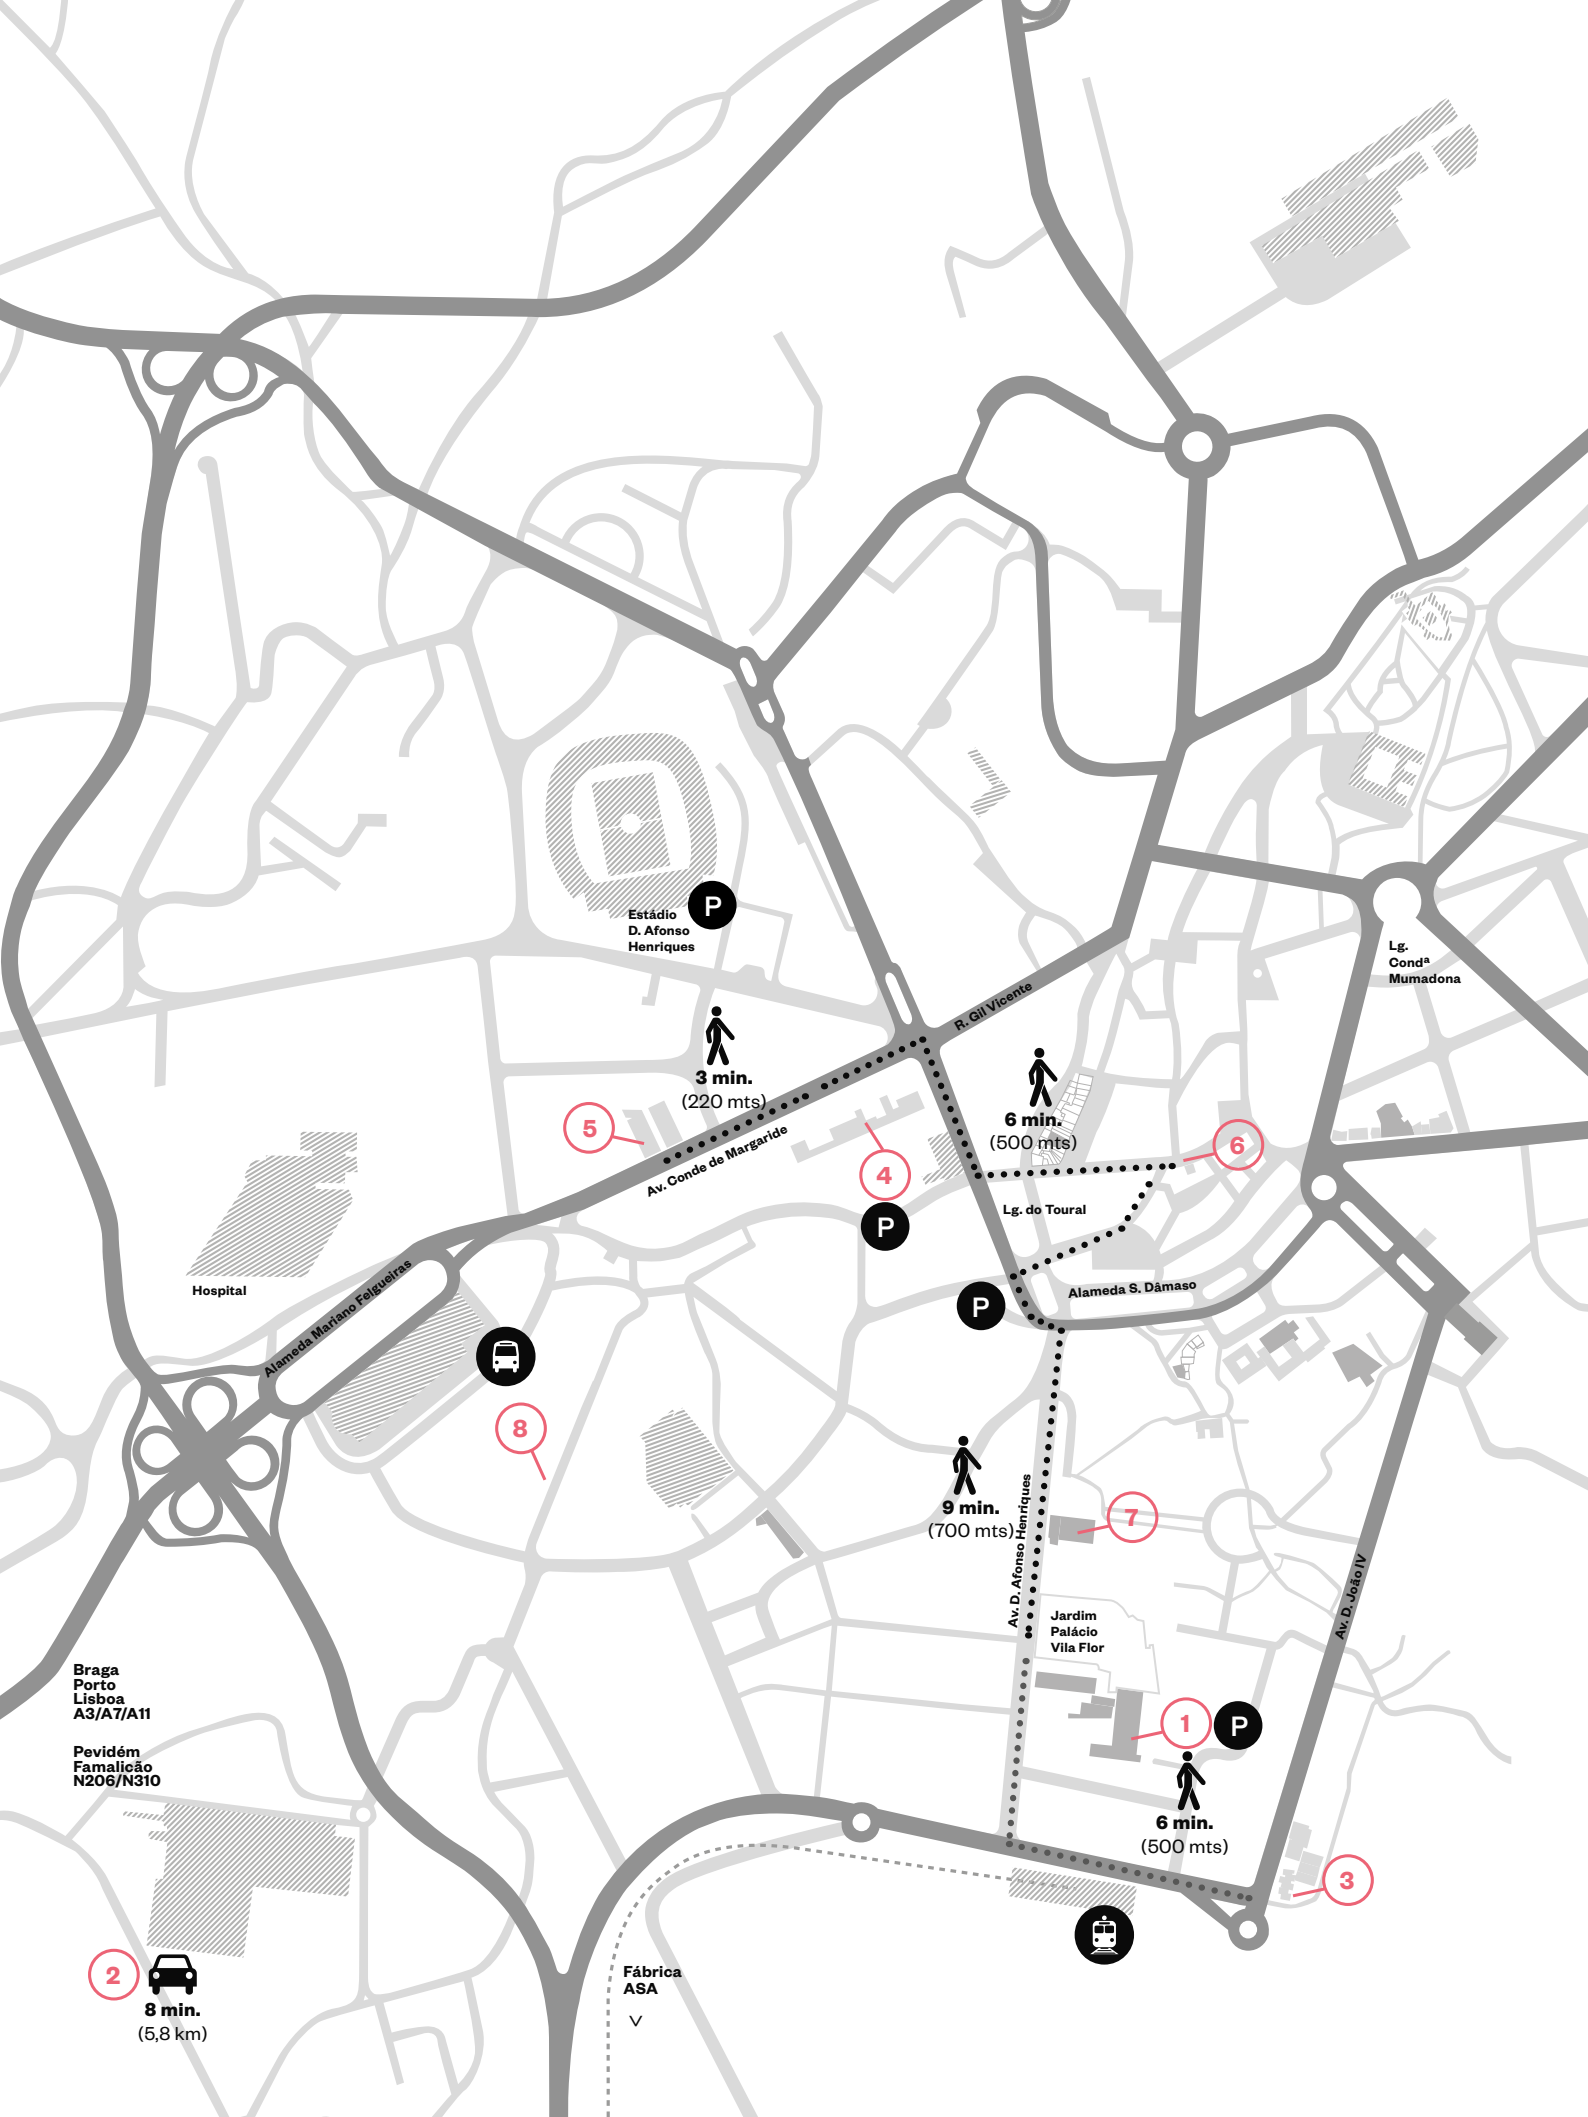 P
Estádio
D. Afonso
Henriques
Lg.
Condª
Mumadona
R. Gil Vicente
3 min.
(220 mts)
6 min.
(500 mts)
5
Av. Conde de Margaride
4
6
P
Lg. do Toural
Hospital
Alameda Mariano Felgueiras
P
Alameda S. Dâmaso
8
9 min.
(700 mts)
Av. D. Afonso Henriques
7
Av. D. João IV
Jardim
Palácio
Vila Flor
Braga
Porto
Lisboa
A3/A7/A11
Pevidém
Famalicão
N206/N310
1
P
6 min.
(500 mts)
3
2
8 min.
(5,8 km)
Fábrica
ASA